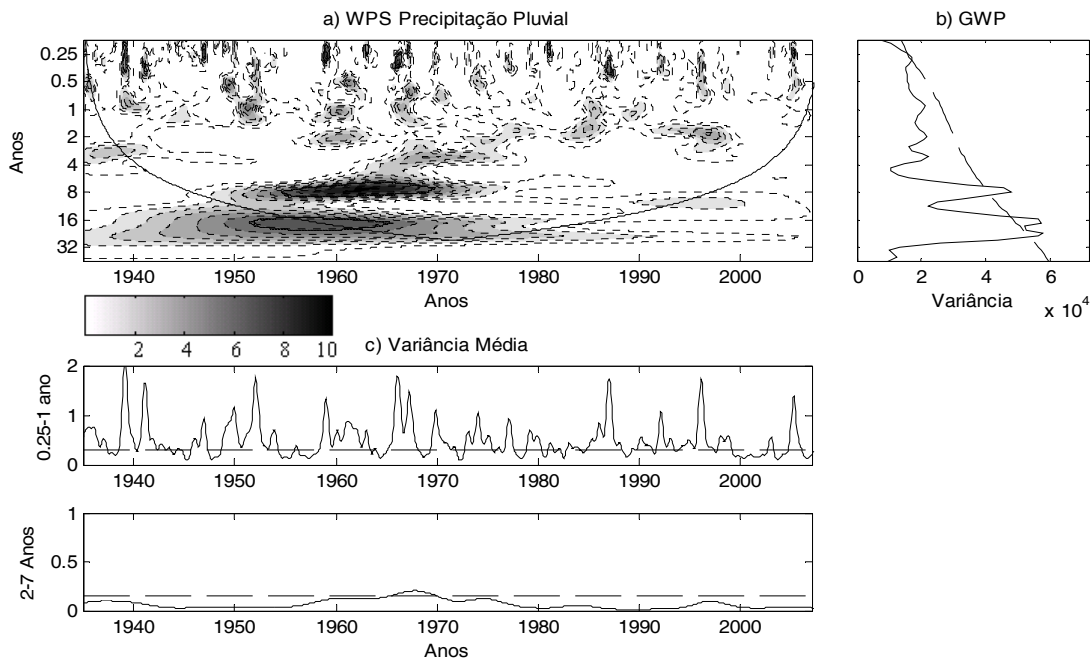 a) WPS Precipitação Pluvial
b) GWP
Anos
0.25
0.5
1
2
4
8
16
32
1940 1950 1960 1970 1980 1990 2000
Anos
0 2 4 6
Variância
x 10^4
2 4 6 8 10
c) Variância Média
0.25-1 ano
2
1
0
1940 1950 1960 1970 1980 1990 2000
2-7 Anos
1
0.5
0
1940 1950 1960 1970 1980 1990 2000
Anos